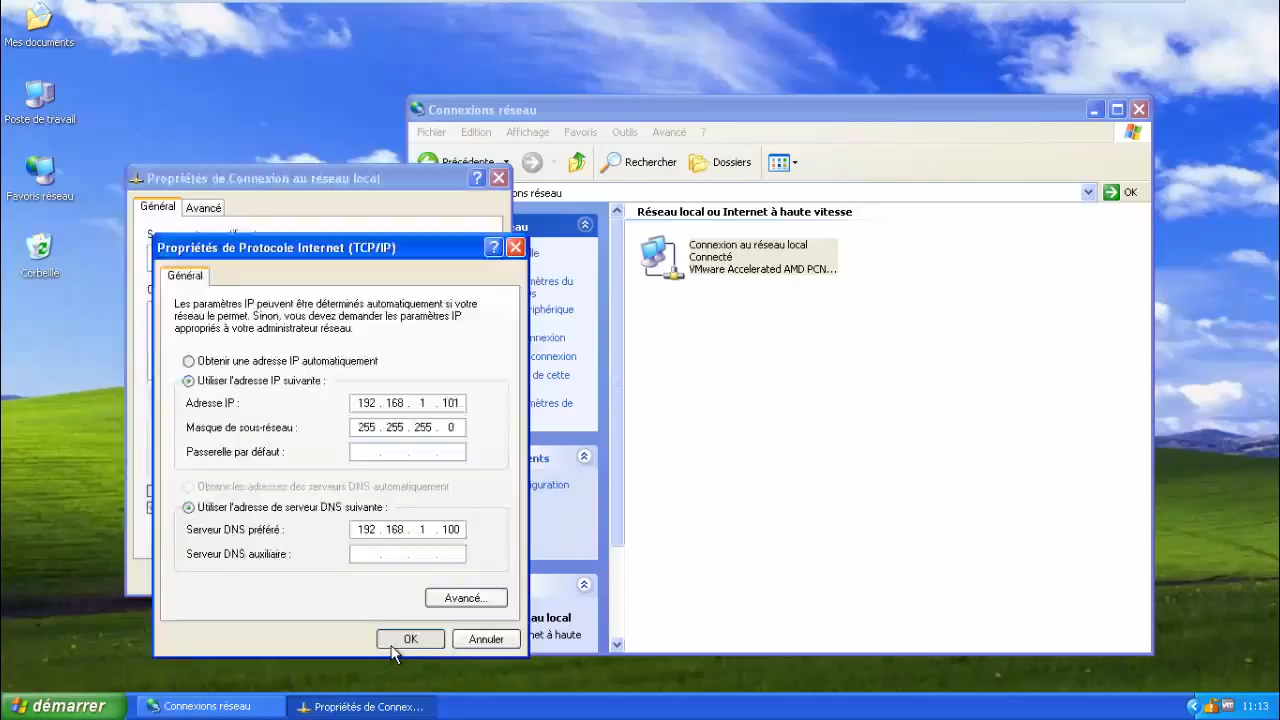 Mes documents
Poste de travail
Favoris réseau
Corbeille
Connexions réseau
Fichier Edition Affichage Favoris Outils Avancé ?
Précédente Rechercher Dossiers
ons réseau OK
Réseau local ou Internet à haute vitesse
Connexion au réseau local
Connecté
VMware Accelerated AMD PCN...
eau
le
mètres du
s
riphérique
nnexion
connexion
de cette
mètres de
ents
figuration
au local
net à haute
Propriétés de Connexion au réseau local
Général Avancé
Propriétés de Protocole Internet (TCP/IP)
Général
Les paramètres IP peuvent être déterminés automatiquement si votre
réseau le permet. Sinon, vous devez demander les paramètres IP
appropriés à votre administrateur réseau.
Obtenir une adresse IP automatiquement
Utiliser l'adresse IP suivante :
Adresse IP : 192 . 168 . 1 . 101
Masque de sous-réseau : 255 . 255 . 255 . 0
Passerelle par défaut : . . .
Obtenir les adresses des serveurs DNS automatiquement
Utiliser l'adresse de serveur DNS suivante :
Serveur DNS préféré : 192 . 168 . 1 . 100
Serveur DNS auxiliaire : . . .
Avancé...
OK Annuler
démarrer Connexions réseau Propriétés de Connex... 11:13